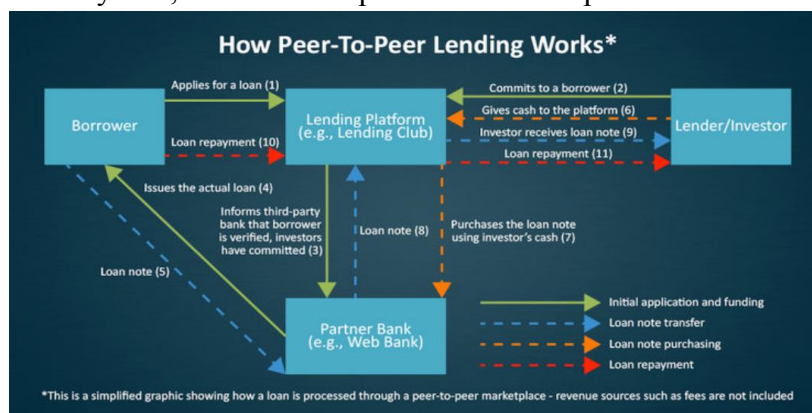 How Peer-To-Peer Lending Works*
Applies for a loan (1)
Commits to a borrower (2)
Gives cash to the platform (6)
Borrower
Lending Platform
(e.g., Lending Club)
Lender/Investor
Investor receives loan note (9)
Loan repayment (10)
Loan repayment (11)
Issues the actual loan (4)
Informs third-party
bank that borrower
is verified, investors
have committed (3)
Loan note (8)
Purchases the loan note
using investor's cash (7)
Loan note (5)
Partner Bank
(e.g., Web Bank)
Initial application and funding
Loan note transfer
Loan note purchasing
Loan repayment
*This is a simplified graphic showing how a loan is processed through a peer-to-peer marketplace - revenue sources such as fees are not included